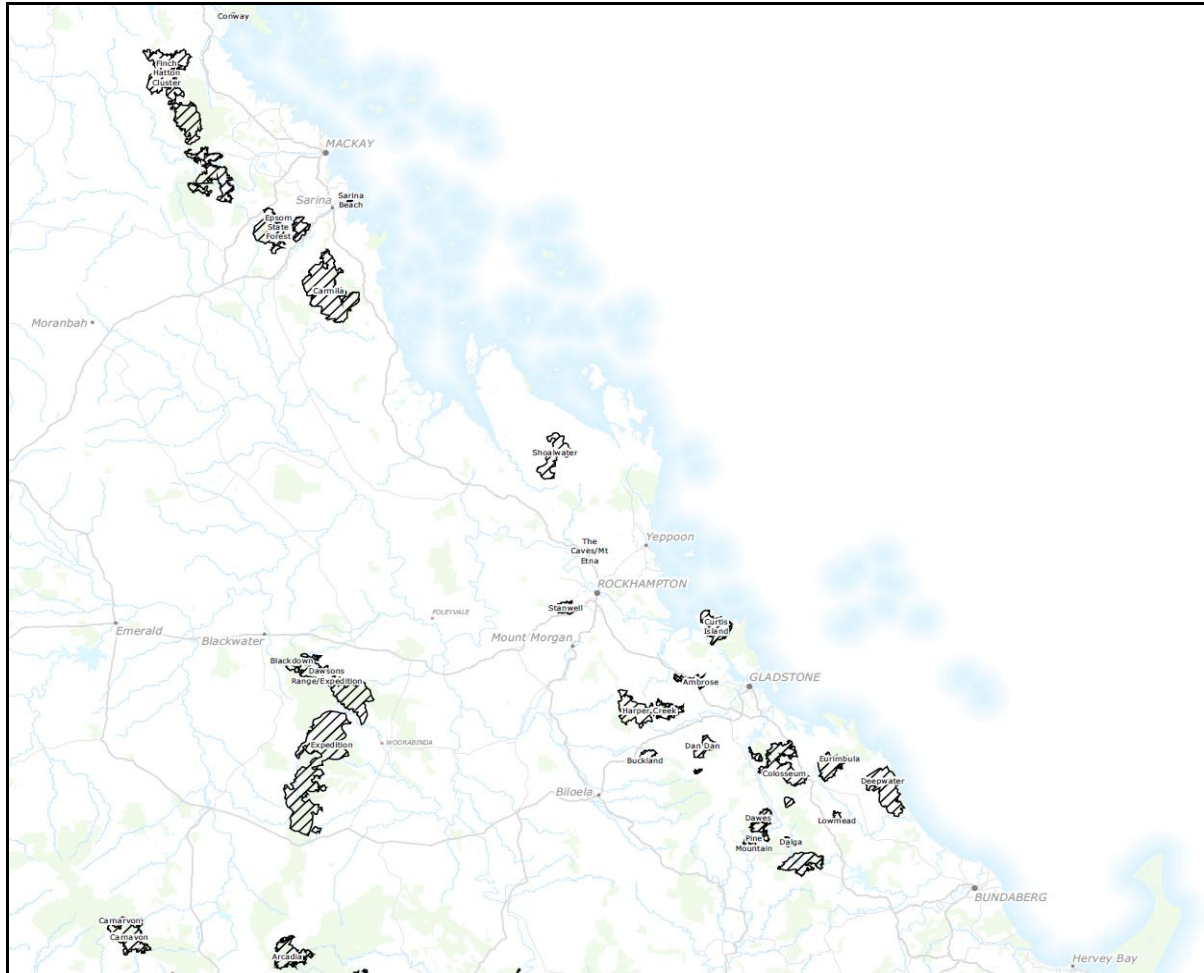 Conway
Finch
Hatton
Cluster
MACKAY
Sarina
Sarina
Beach
Epsom
State
Forest
Carmila
Moranbah
Shoalwater
The
Caves/Mt
Etna
Yeppoon
ROCKHAMPTON
Stanwell
FOLEYVALE
Curtis
Island
Emerald
Blackwater
Mount Morgan
Blackdown
Dawsons
Range/Expedition
Ambrose
GLADSTONE
Harper Creek
Expedition
WOORABINDA
Dan Dan
Buckland
Eurimbula
Colosseum
Deepwater
Biloela
Dawes
Lowmead
Pine
Mountain
Dalga
BUNDABERG
Carnarvon
Carnavon
Arcadia
Hervey Bay